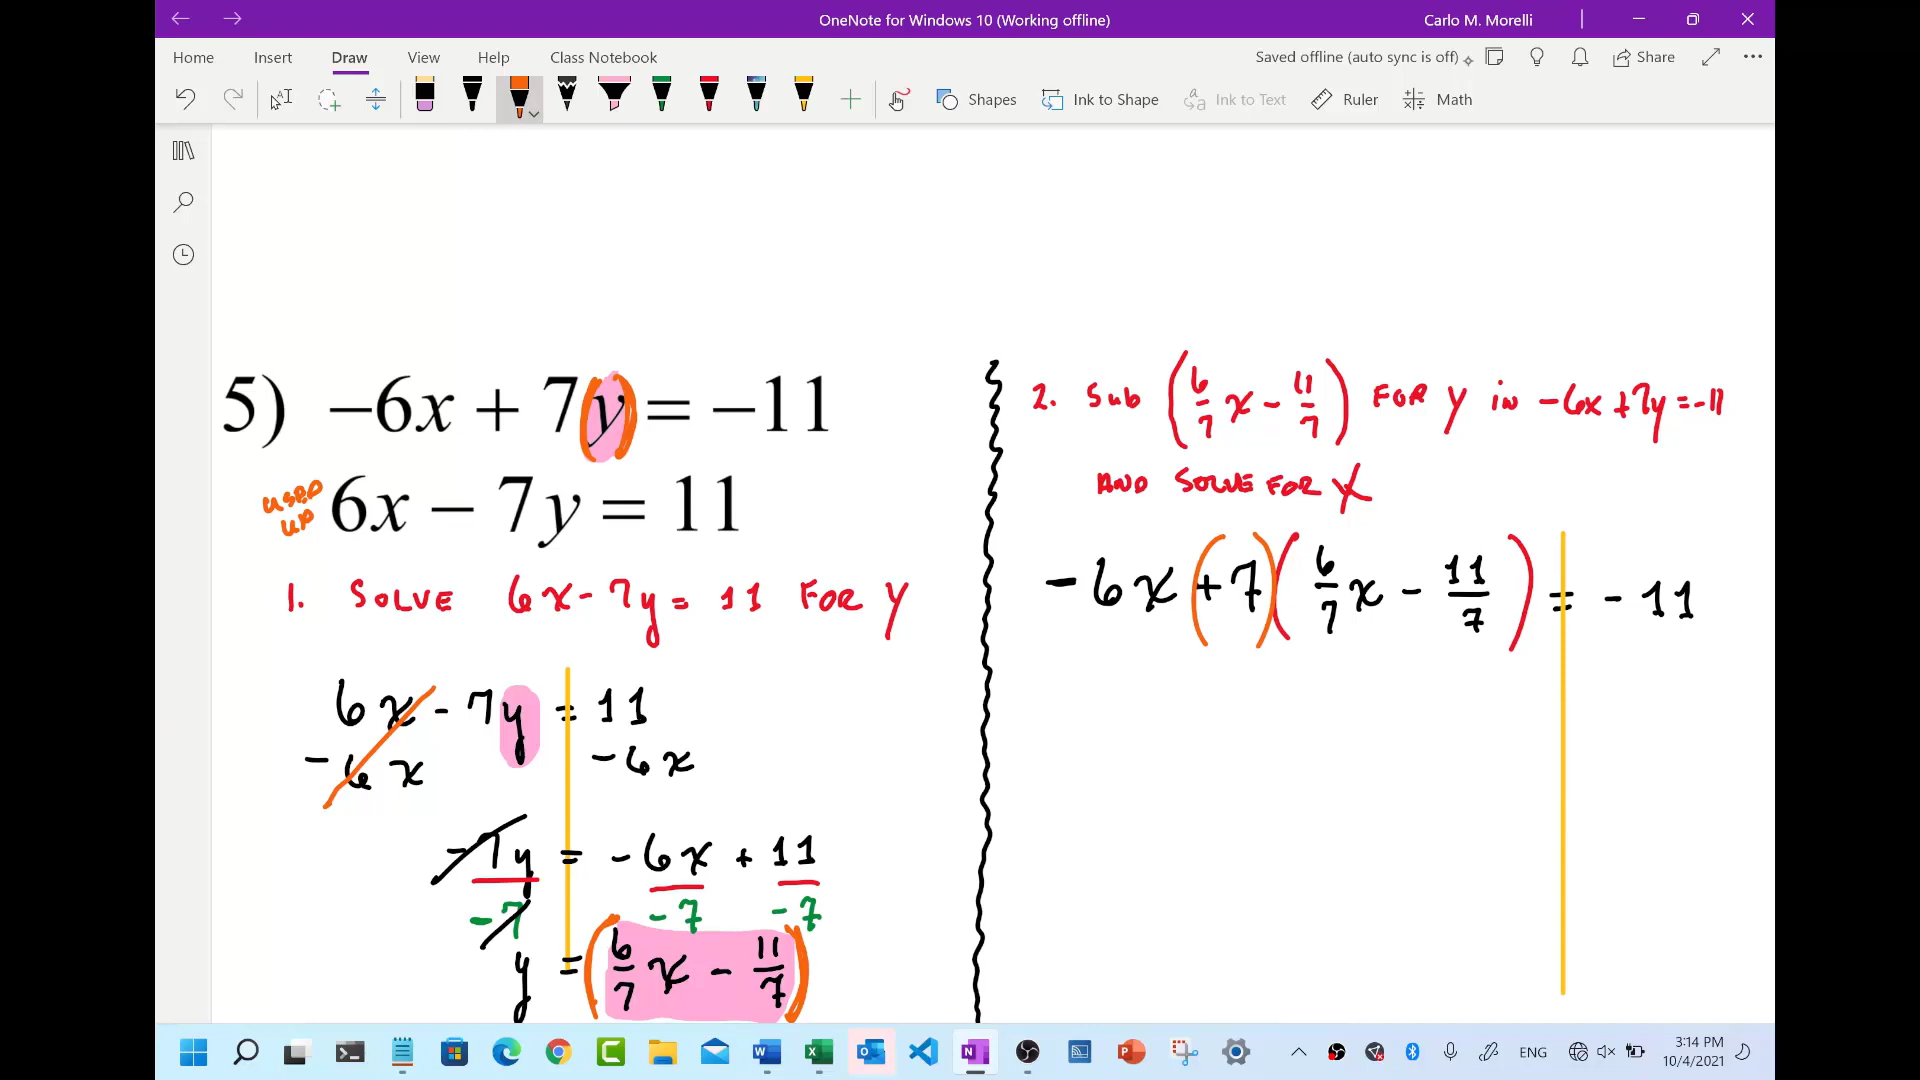 OneNote for Windows 10 (Working offline)
Carlo M. Morelli
Home Insert Draw View Help Class Notebook
Saved offline (auto sync is off)
Share
Shapes Ink to Shape Ink to Text Ruler Math
5) −6x + 7(y) = −11
USED UP
6x − 7y = 11
1. SOLVE 6x - 7y = 11 FOR y
6x - 7y = 11
-6x -6x
-7y = -6x + 11
-7 -7 -7
y = (6/7 x - 11/7)
2. Sub (6/7 x - 11/7) FOR y in -6x + 7y = -11
AND SOLVE FOR X
-6x (+7) (6/7 x - 11/7) = -11
ENG
3:14 PM
10/4/2021